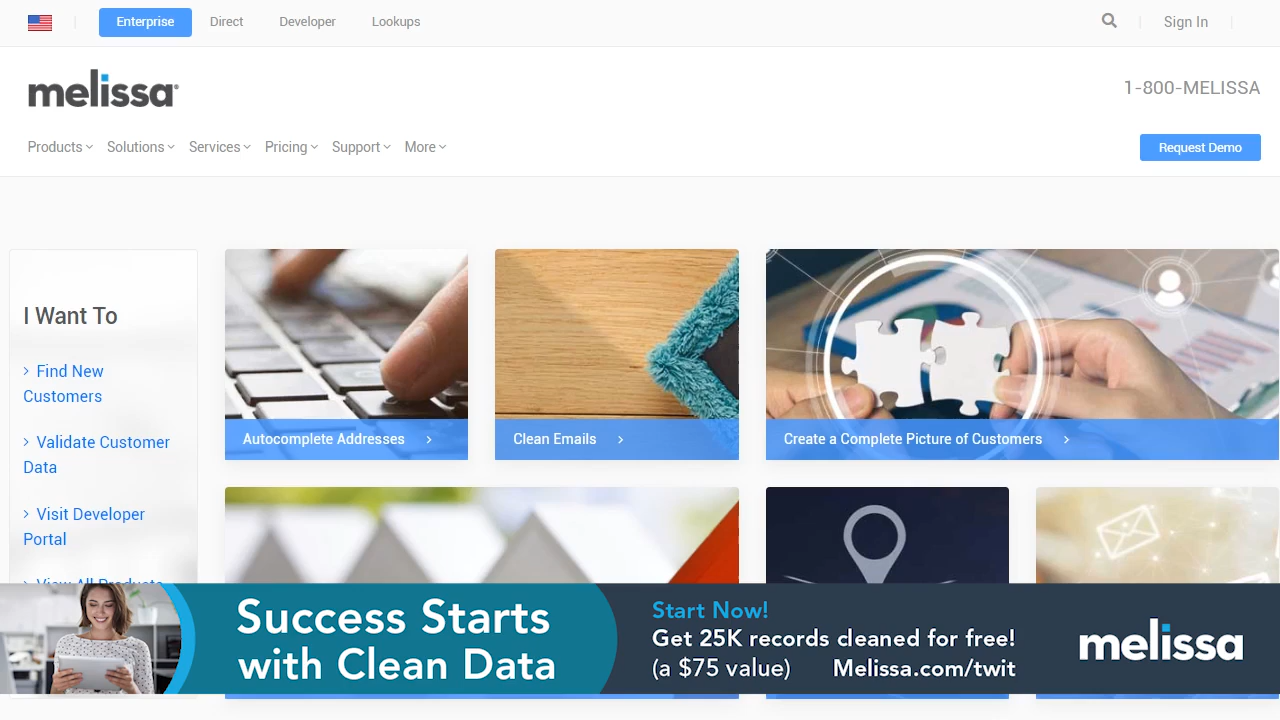 Enterprise Direct Developer Lookups Sign In
melissa
1-800-MELISSA
Products Solutions Services Pricing Support More Request Demo
I Want To
Find New
Customers
Validate Customer
Data
Visit Developer
Portal
View All Products
Autocomplete Addresses
Clean Emails
Create a Complete Picture of Customers
Success Starts
with Clean Data
Start Now!
Get 25K records cleaned for free!
(a $75 value) Melissa.com/twit
melissa